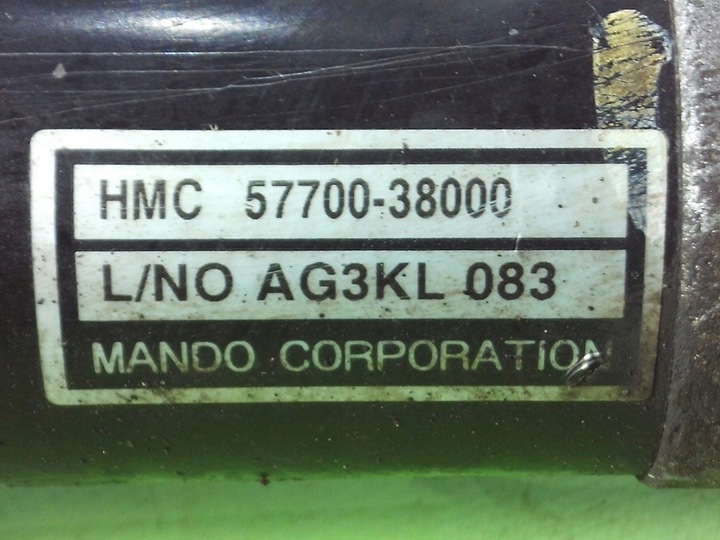 HMC 57700-38000
L/NO AG3KL 083
MANDO CORPORATION